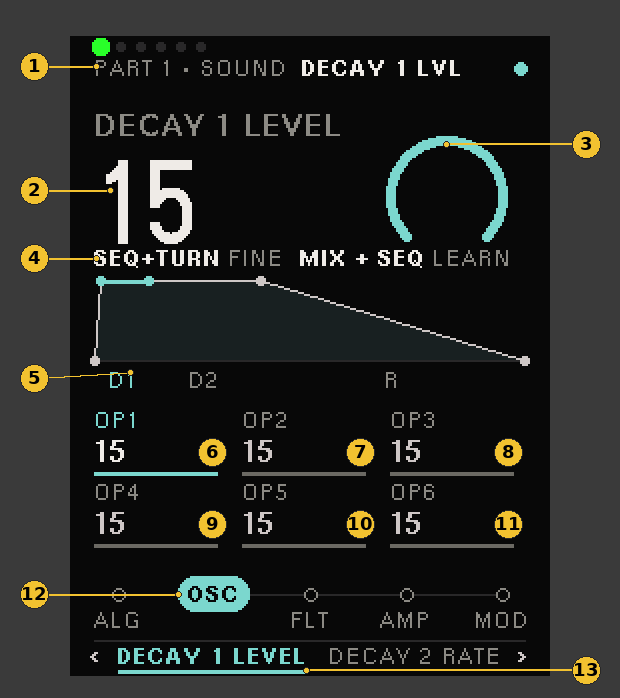 1 PART 1 · SOUND DECAY 1 LVL
DECAY 1 LEVEL
3
2 15
4 SEQ+TURN FINE MIX + SEQ LEARN
5 D1 D2 R
OP1 OP2 OP3
15 6 15 7 15 8
OP4 OP5 OP6
15 9 15 10 15 11
12 OSC
ALG FLT AMP MOD
< DECAY 1 LEVEL DECAY 2 RATE >
13